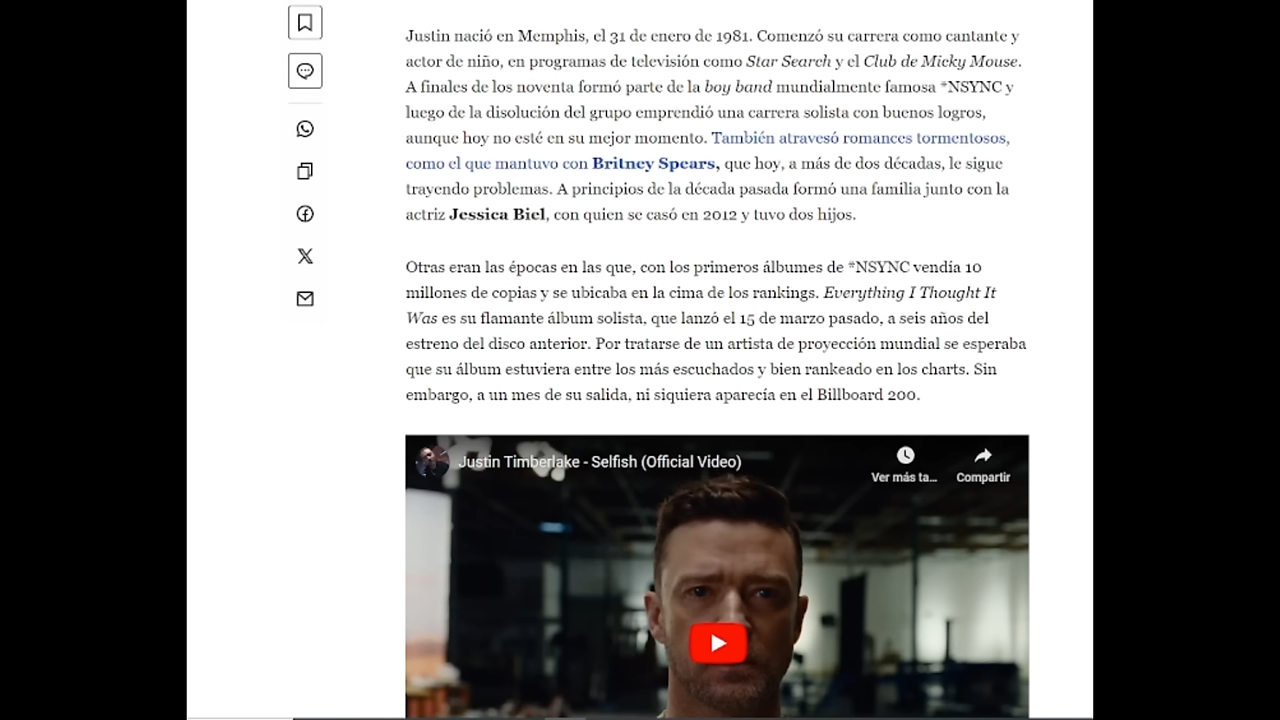 Justin nació en Memphis, el 31 de enero de 1981. Comenzó su carrera como cantante y
actor de niño, en programas de televisión como Star Search y el Club de Micky Mouse.
A finales de los noventa formó parte de la boy band mundialmente famosa *NSYNC y
luego de la disolución del grupo emprendió una carrera solista con buenos logros,
aunque hoy no esté en su mejor momento. También atravesó romances tormentosos,
como el que mantuvo con Britney Spears, que hoy, a más de dos décadas, le sigue
trayendo problemas. A principios de la década pasada formó una familia junto con la
actriz Jessica Biel, con quien se casó en 2012 y tuvo dos hijos.
Otras eran las épocas en las que, con los primeros álbumes de *NSYNC vendía 10
millones de copias y se ubicaba en la cima de los rankings. Everything I Thought It
Was es su flamante álbum solista, que lanzó el 15 de marzo pasado, a seis años del
estreno del disco anterior. Por tratarse de un artista de proyección mundial se esperaba
que su álbum estuviera entre los más escuchados y bien rankeado en los charts. Sin
embargo, a un mes de su salida, ni siquiera aparecía en el Billboard 200.
Justin Timberlake - Selfish (Official Video)
Ver más ta...
Compartir